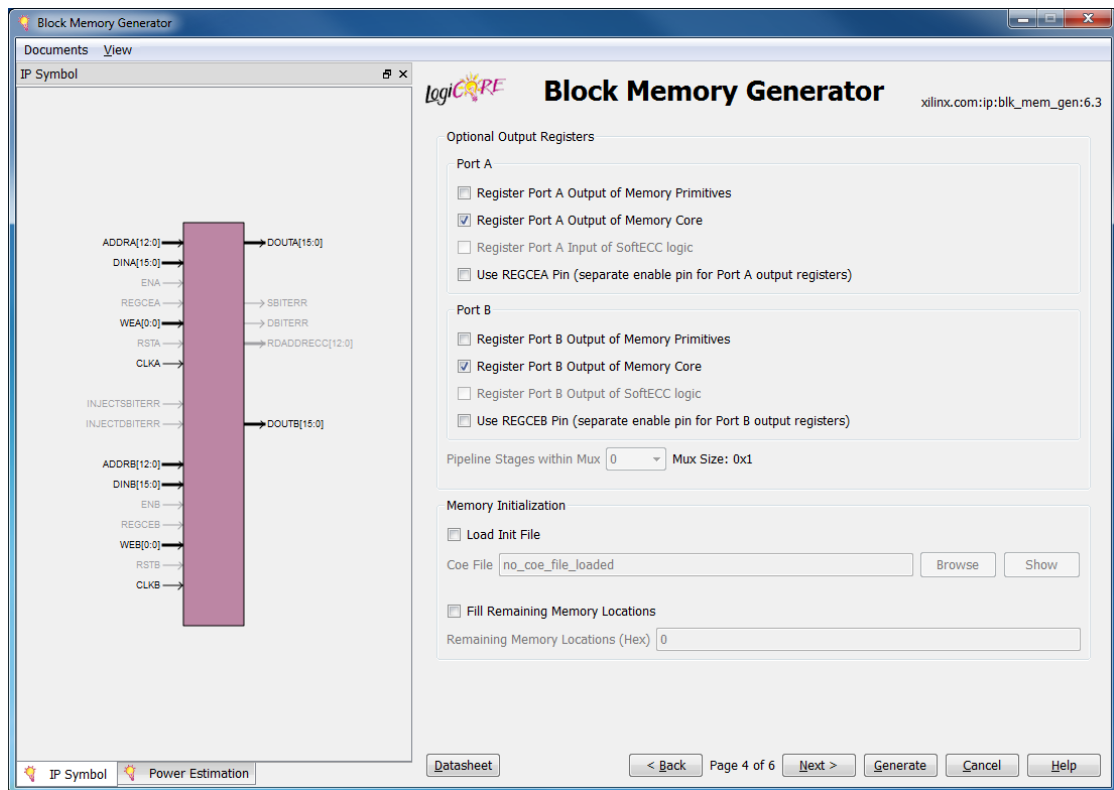 Block Memory Generator
Documents View
IP Symbol
LogiCORE
Block Memory Generator
xilinx.com:ip:blk_mem_gen:6.3
ADDRA[12:0]
DOUTA[15:0]
DINA[15:0]
ENA
REGCEA
SBITERR
WEA[0:0]
DBITERR
RSTA
RDADDRECC[12:0]
CLKA
INJECTSBITERR
INJECTDBITERR
DOUTB[15:0]
ADDRB[12:0]
DINB[15:0]
ENB
REGCEB
WEB[0:0]
RSTB
CLKB
IP Symbol
Power Estimation
Optional Output Registers
Port A
Register Port A Output of Memory Primitives
Register Port A Output of Memory Core
Register Port A Input of SoftECC logic
Use REGCEA Pin (separate enable pin for Port A output registers)
Port B
Register Port B Output of Memory Primitives
Register Port B Output of Memory Core
Register Port B Output of SoftECC logic
Use REGCEB Pin (separate enable pin for Port B output registers)
Pipeline Stages within Mux 0 Mux Size: 0x1
Memory Initialization
Load Init File
Coe File no_coe_file_loaded Browse Show
Fill Remaining Memory Locations
Remaining Memory Locations (Hex) 0
Datasheet < Back Page 4 of 6 Next > Generate Cancel Help